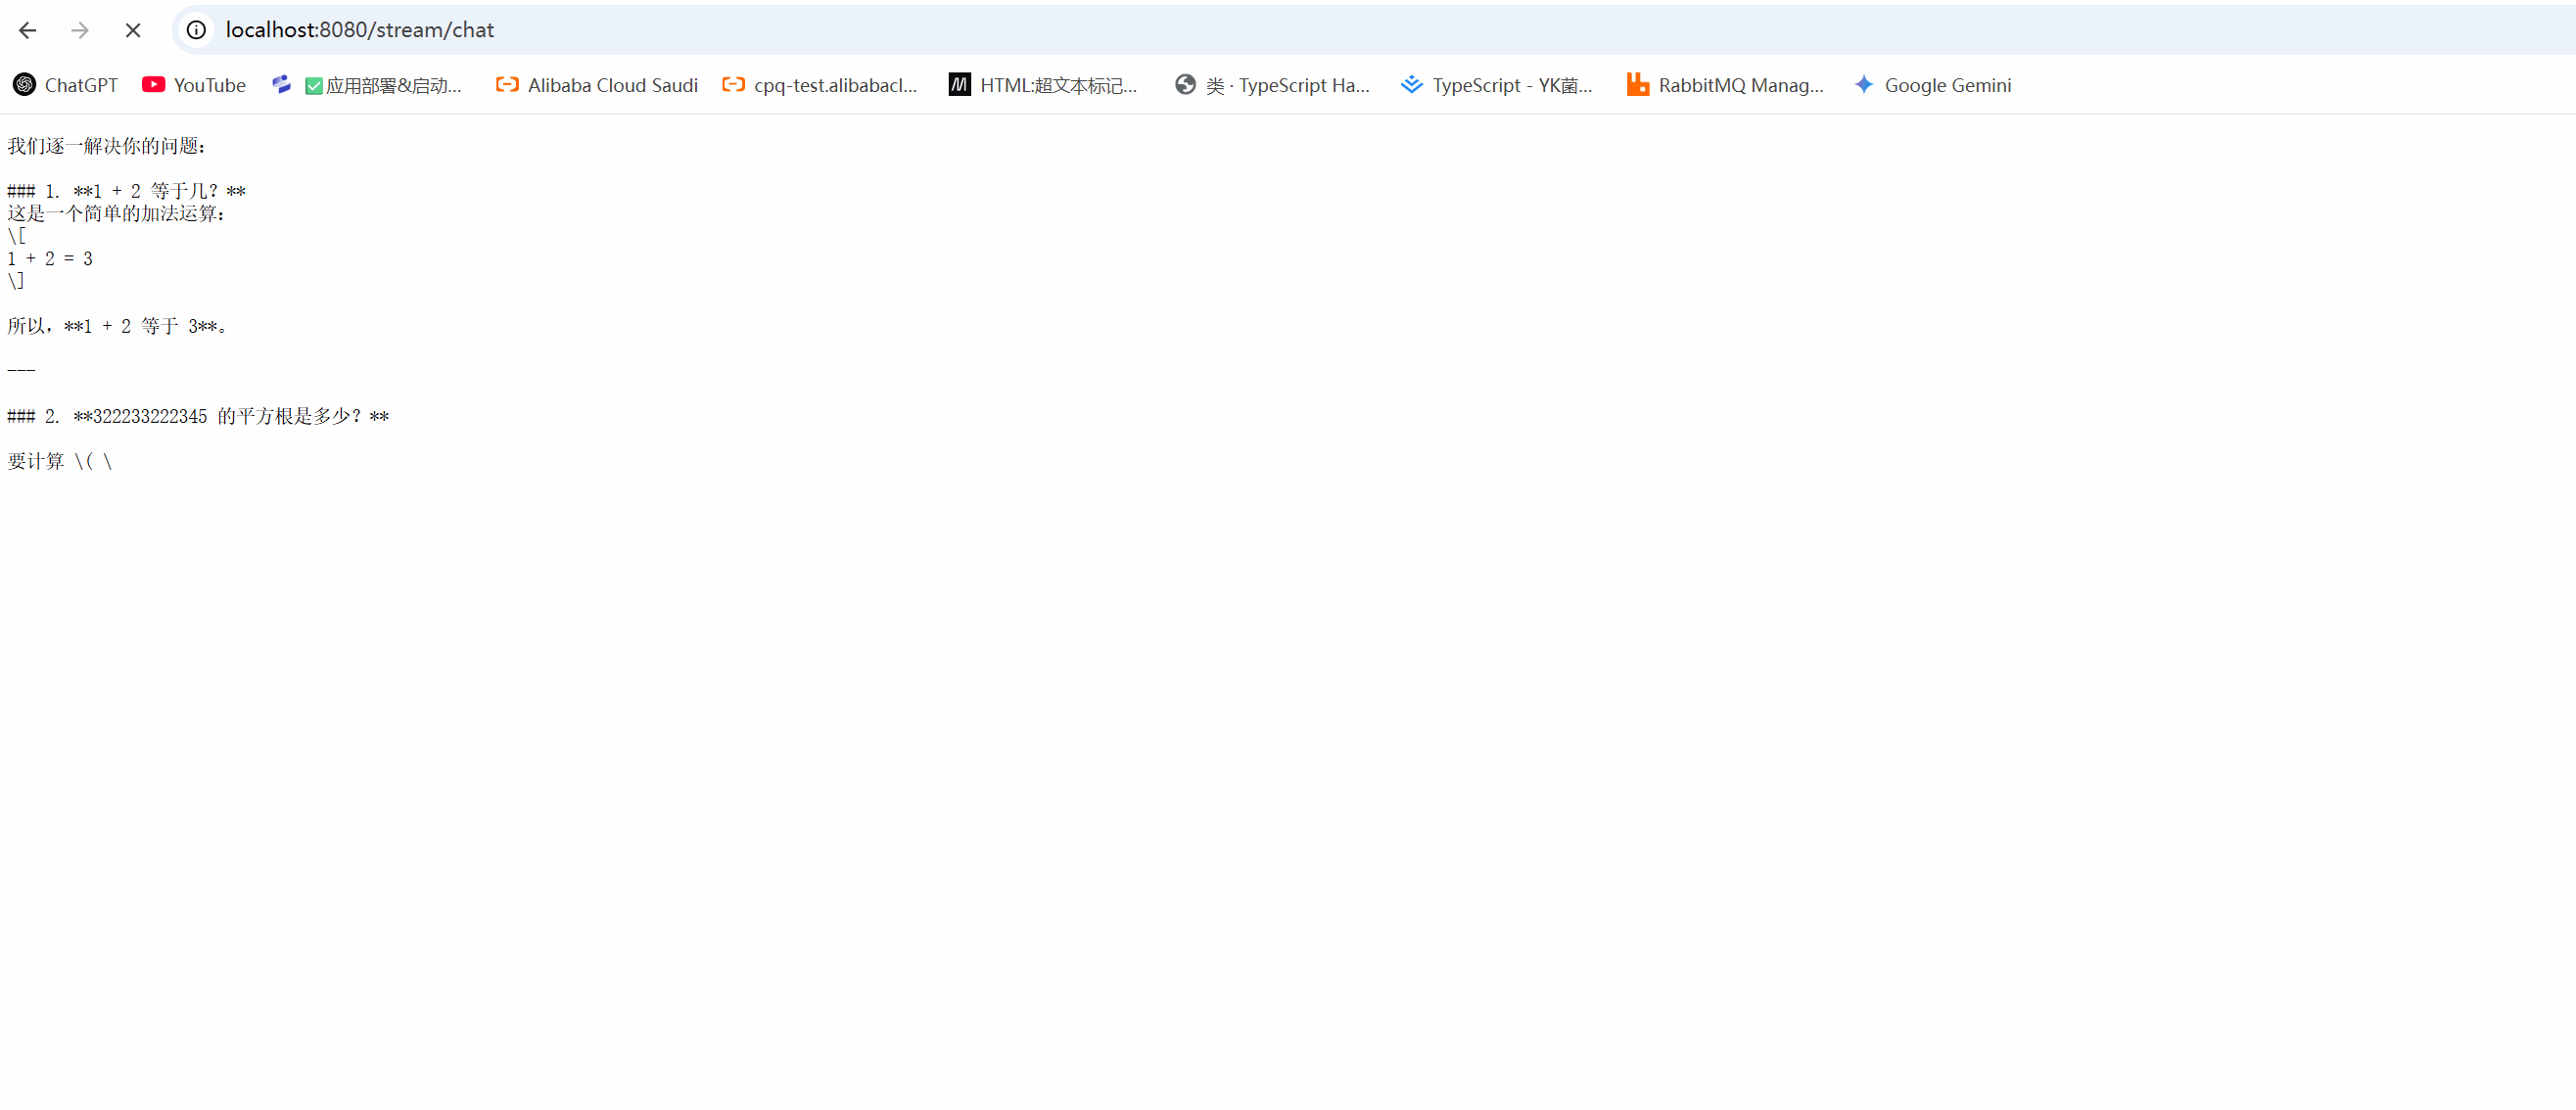 localhost:8080/stream/chat
ChatGPT YouTube ✅应用部署&启动... Alibaba Cloud Saudi cpq-test.alibabacl... HTML:超文本标记... 类 · TypeScript Ha... TypeScript - YK菌... RabbitMQ Manag... Google Gemini
我们逐一解决你的问题：
### 1. **1 + 2 等于几？**
这是一个简单的加法运算：
\[
1 + 2 = 3
\]
所以，**1 + 2 等于 3**。
---
### 2. **322233222345 的平方根是多少？**
要计算 \( \